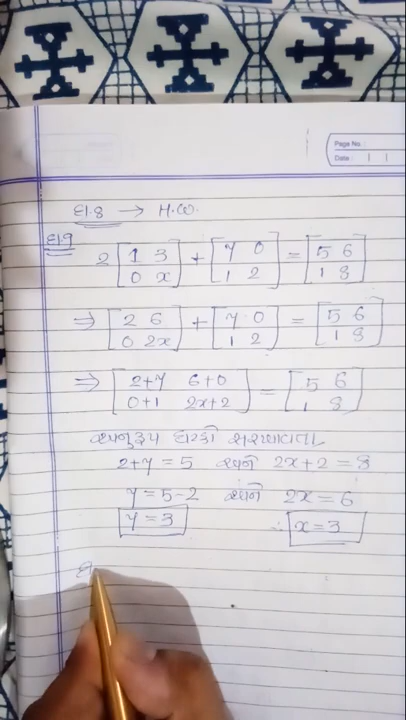 Page No.
Date
દા.8 → H.W.
દા.9
2 [1 3; 0 x] + [y 0; 1 2] = [5 6; 1 8]
⇒ [2 6; 0 2x] + [y 0; 1 2] = [5 6; 1 8]
⇒ [2+y 6+0; 0+1 2x+2] = [5 6; 1 8]
અનુરૂપ ઘટકો સરખાવતા
2+y = 5 અને 2x+2 = 8
y = 5-2 અને 2x = 6
y = 3 ∴ x = 3